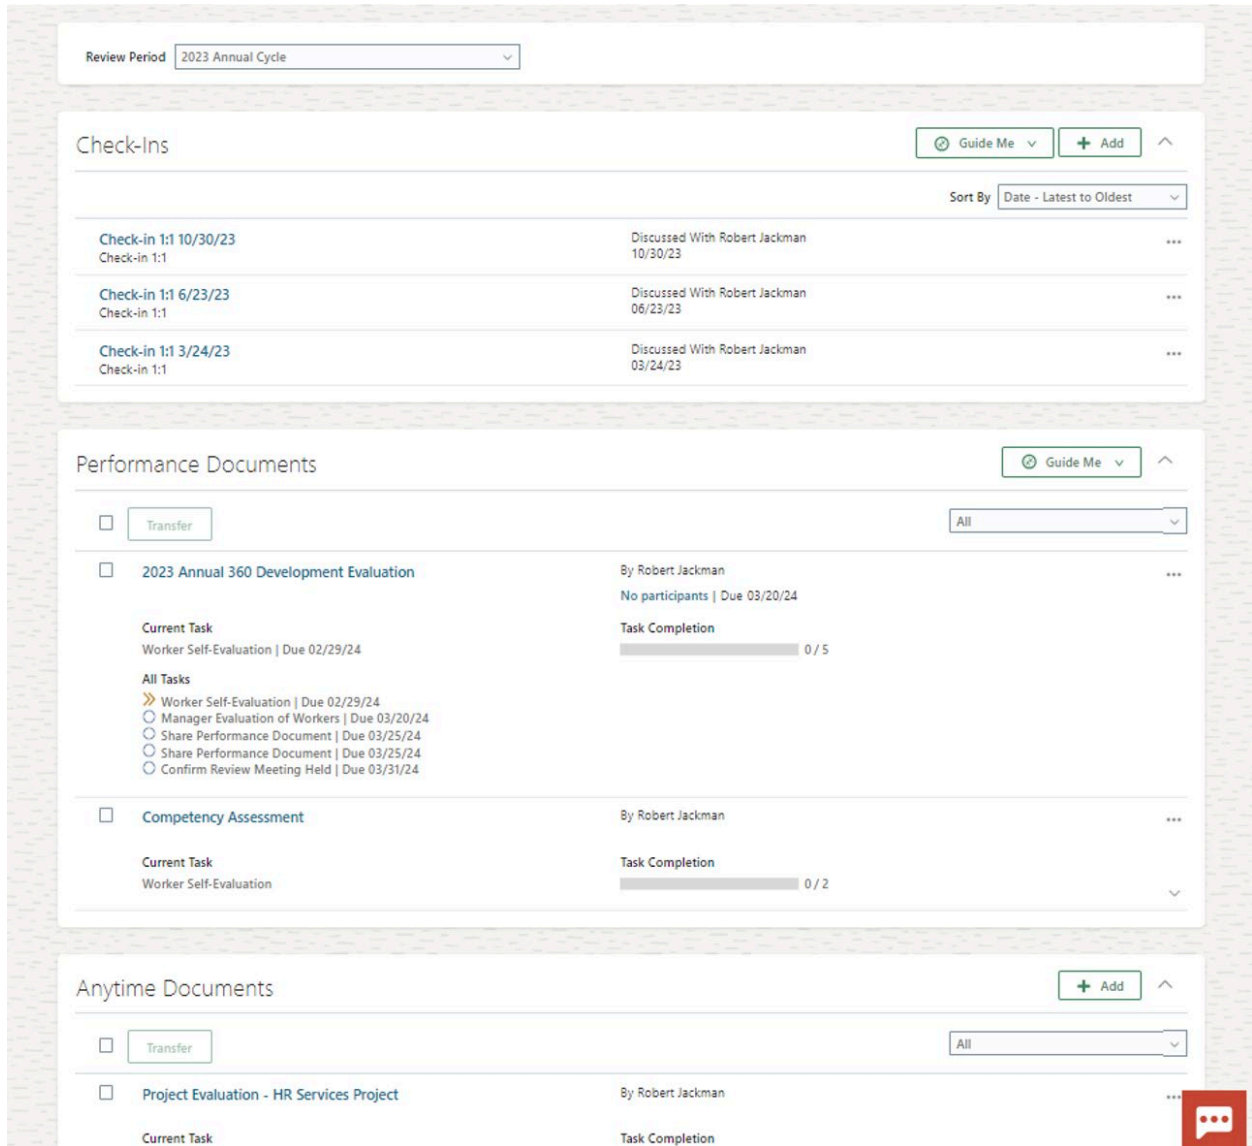 Review Period 2023 Annual Cycle
Check-Ins
Guide Me
Add
Sort By Date - Latest to Oldest
Check-in 1:1 10/30/23
Check-in 1:1
Discussed With Robert Jackman
10/30/23
Check-in 1:1 6/23/23
Check-in 1:1
Discussed With Robert Jackman
06/23/23
Check-in 1:1 3/24/23
Check-in 1:1
Discussed With Robert Jackman
03/24/23
Performance Documents
Guide Me
Transfer
All
2023 Annual 360 Development Evaluation
By Robert Jackman
No participants | Due 03/20/24
Current Task
Worker Self-Evaluation | Due 02/29/24
Task Completion
0 / 5
All Tasks
Worker Self-Evaluation | Due 02/29/24
Manager Evaluation of Workers | Due 03/20/24
Share Performance Document | Due 03/25/24
Share Performance Document | Due 03/25/24
Confirm Review Meeting Held | Due 03/31/24
Competency Assessment
By Robert Jackman
Current Task
Worker Self-Evaluation
Task Completion
0 / 2
Anytime Documents
Add
Transfer
All
Project Evaluation - HR Services Project
By Robert Jackman
Current Task
Task Completion